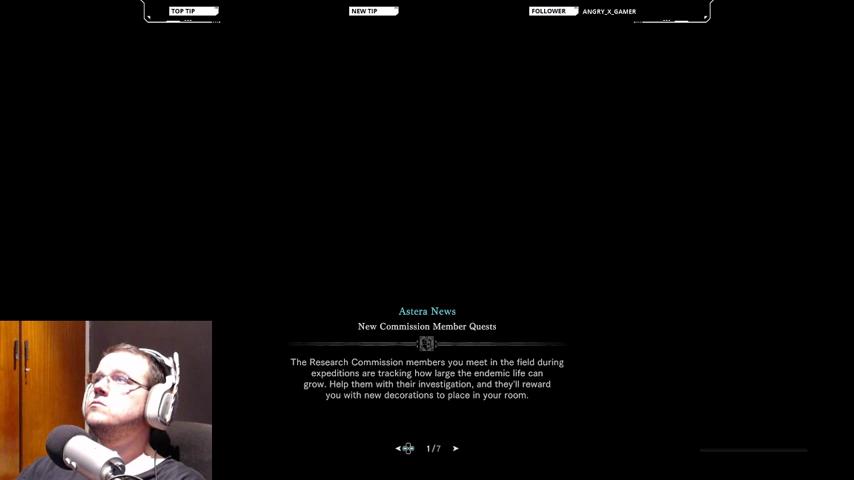 TOP TIP
NEW TIP
FOLLOWER ANGRY_X_GAMER
Astera News
New Commission Member Quests
The Research Commission members you meet in the field during
expeditions are tracking how large the endemic life can
grow. Help them with their investigation, and they'll reward
you with new decorations to place in your room.
1/7